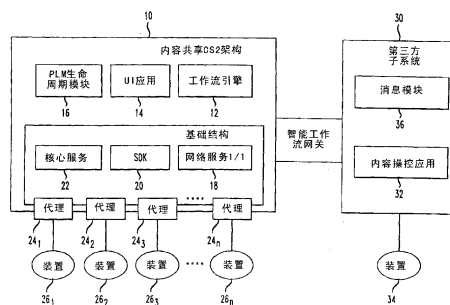 10
30
内容共享CS2架构
第三方
子系统
PLM生命
周期模块
UI应用
工作流引擎
消息模块
16
14
12
36
基础结构
智能工作
流网关
核心服务
SDK
网络服务1/1
内容操控应用
22
20
18
32
代理
代理
代理
代理
24₁
24₂
24₃
24n
装置
装置
装置
装置
装置
26₁
26₂
26₃
26n
34